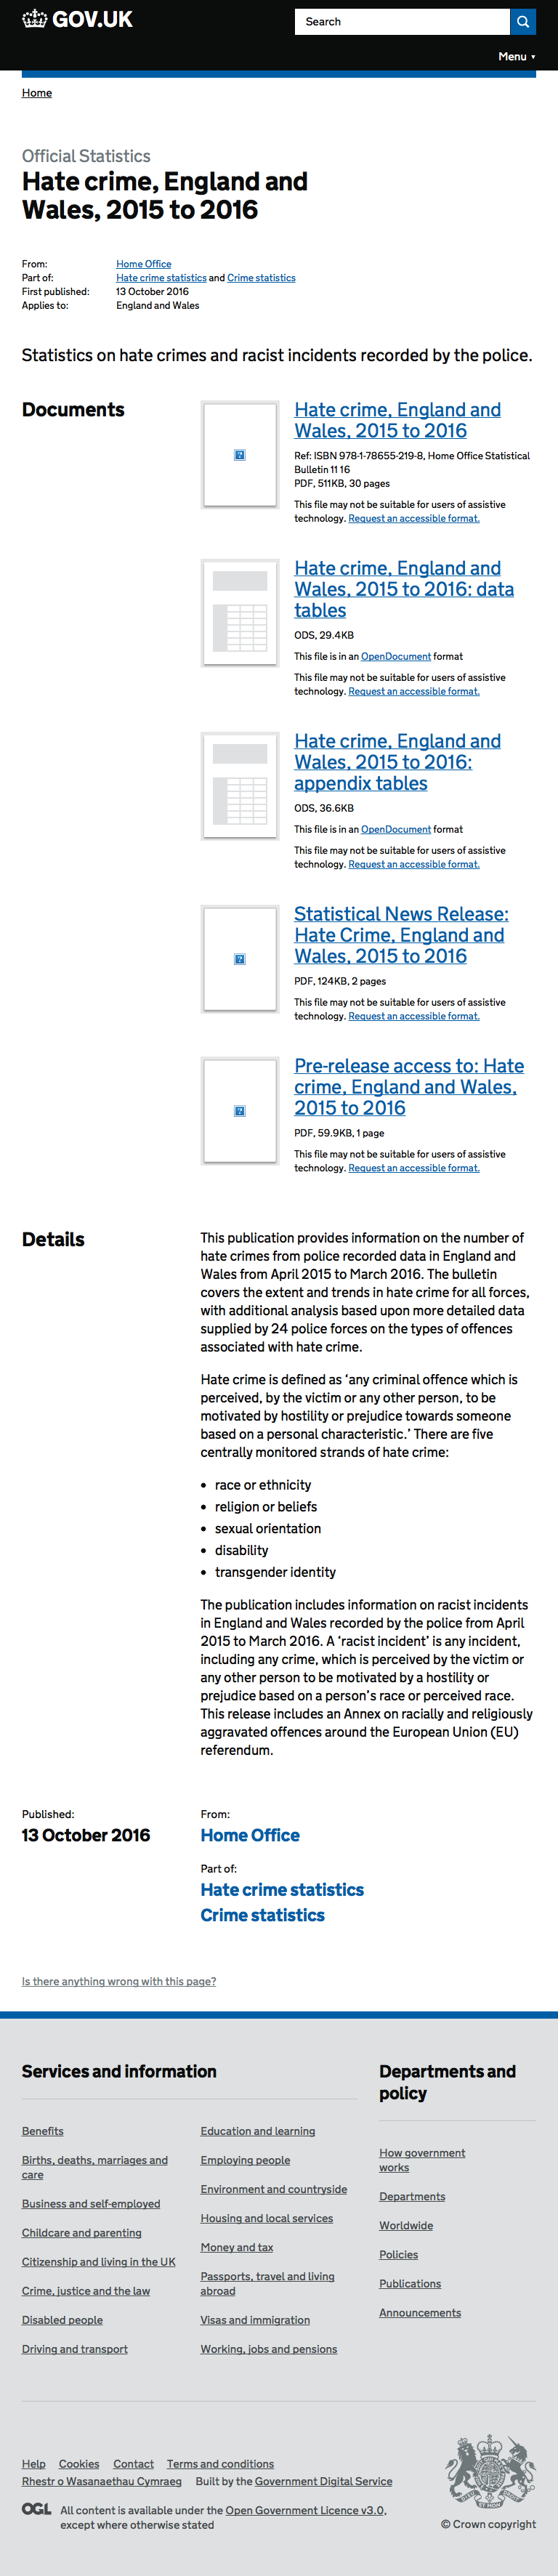 GOV.UK
Search
Menu ▼
Home
Official Statistics
Hate crime, England and
Wales, 2015 to 2016
From: Home Office
Part of: Hate crime statistics and Crime statistics
First published: 13 October 2016
Applies to: England and Wales
Statistics on hate crimes and racist incidents recorded by the police.
Documents
Hate crime, England and
Wales, 2015 to 2016
Ref: ISBN 978-1-78655-219-8, Home Office Statistical
Bulletin 11 16
PDF, 511KB, 30 pages
This file may not be suitable for users of assistive
technology. Request an accessible format.
Hate crime, England and
Wales, 2015 to 2016: data
tables
ODS, 29.4KB
This file is in an OpenDocument format
This file may not be suitable for users of assistive
technology. Request an accessible format.
Hate crime, England and
Wales, 2015 to 2016:
appendix tables
ODS, 36.6KB
This file is in an OpenDocument format
This file may not be suitable for users of assistive
technology. Request an accessible format.
Statistical News Release:
Hate Crime, England and
Wales, 2015 to 2016
PDF, 124KB, 2 pages
This file may not be suitable for users of assistive
technology. Request an accessible format.
Pre-release access to: Hate
crime, England and Wales,
2015 to 2016
PDF, 59.9KB, 1 page
This file may not be suitable for users of assistive
technology. Request an accessible format.
Details
This publication provides information on the number of
hate crimes from police recorded data in England and
Wales from April 2015 to March 2016. The bulletin
covers the extent and trends in hate crime for all forces,
with additional analysis based upon more detailed data
supplied by 24 police forces on the types of offences
associated with hate crime.
Hate crime is defined as ‘any criminal offence which is
perceived, by the victim or any other person, to be
motivated by hostility or prejudice towards someone
based on a personal characteristic.’ There are five
centrally monitored strands of hate crime:
• race or ethnicity
• religion or beliefs
• sexual orientation
• disability
• transgender identity
The publication includes information on racist incidents
in England and Wales recorded by the police from April
2015 to March 2016. A ‘racist incident’ is any incident,
including any crime, which is perceived by the victim or
any other person to be motivated by a hostility or
prejudice based on a person’s race or perceived race.
This release includes an Annex on racially and religiously
aggravated offences around the European Union (EU)
referendum.
Published:
13 October 2016
From:
Home Office
Part of:
Hate crime statistics
Crime statistics
Is there anything wrong with this page?
Services and information
Benefits
Births, deaths, marriages and
care
Business and self-employed
Childcare and parenting
Citizenship and living in the UK
Crime, justice and the law
Disabled people
Driving and transport
Education and learning
Employing people
Environment and countryside
Housing and local services
Money and tax
Passports, travel and living
abroad
Visas and immigration
Working, jobs and pensions
Departments and
policy
How government
works
Departments
Worldwide
Policies
Publications
Announcements
Help Cookies Contact Terms and conditions
Rhestr o Wasanaethau Cymraeg Built by the Government Digital Service
OGL All content is available under the Open Government Licence v3.0,
except where otherwise stated
© Crown copyright